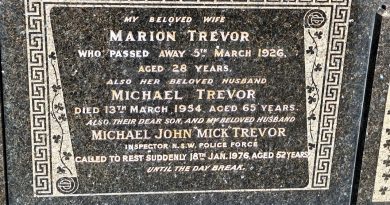 MY BELOVED WIFE
MARION TREVOR
WHO PASSED AWAY 5TH MARCH 1926,
AGED 28 YEARS.
ALSO HER BELOVED HUSBAND
MICHAEL TREVOR
DIED 13TH MARCH 1954, AGED 65 YEARS.
ALSO, THEIR DEAR SON, AND MY BELOVED HUSBAND
MICHAEL JOHN MICK TREVOR
INSPECTOR N.S.W. POLICE FORCE
CALLED TO REST SUDDENLY 18TH JAN. 1976, AGED 52 YEARS
UNTIL THE DAY BREAK.